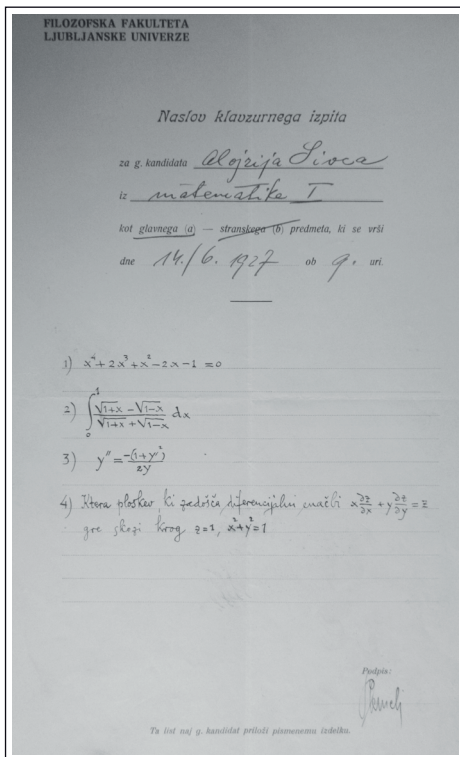 FILOZOFSKA FAKULTETA
LJUBLJANSKE UNIVERZE
Naslov klavzurnega izpita
za g. kandidata Alojzija
iz matematike I
kot glavnega (a) — stranskega (b) predmeta, ki se vrši
dne 14./6. 1927 ob 9. uri.
1) x⁴+2x³+x²-2x-1=0
2) ∫₀¹ (√(1+x) - √(1-x))/(√(1+x) + √(1-x)) dx
3) y'' = -(1+y'²)/2y
4) Ktera ploskev, ki zadošča diferencijalni enačbi x ∂z/∂x + y ∂z/∂y = z
gre skozi krog z=1, x²+y²=1
Podpis:
Ta list naj g. kandidat priloži pismenemu izdelku.